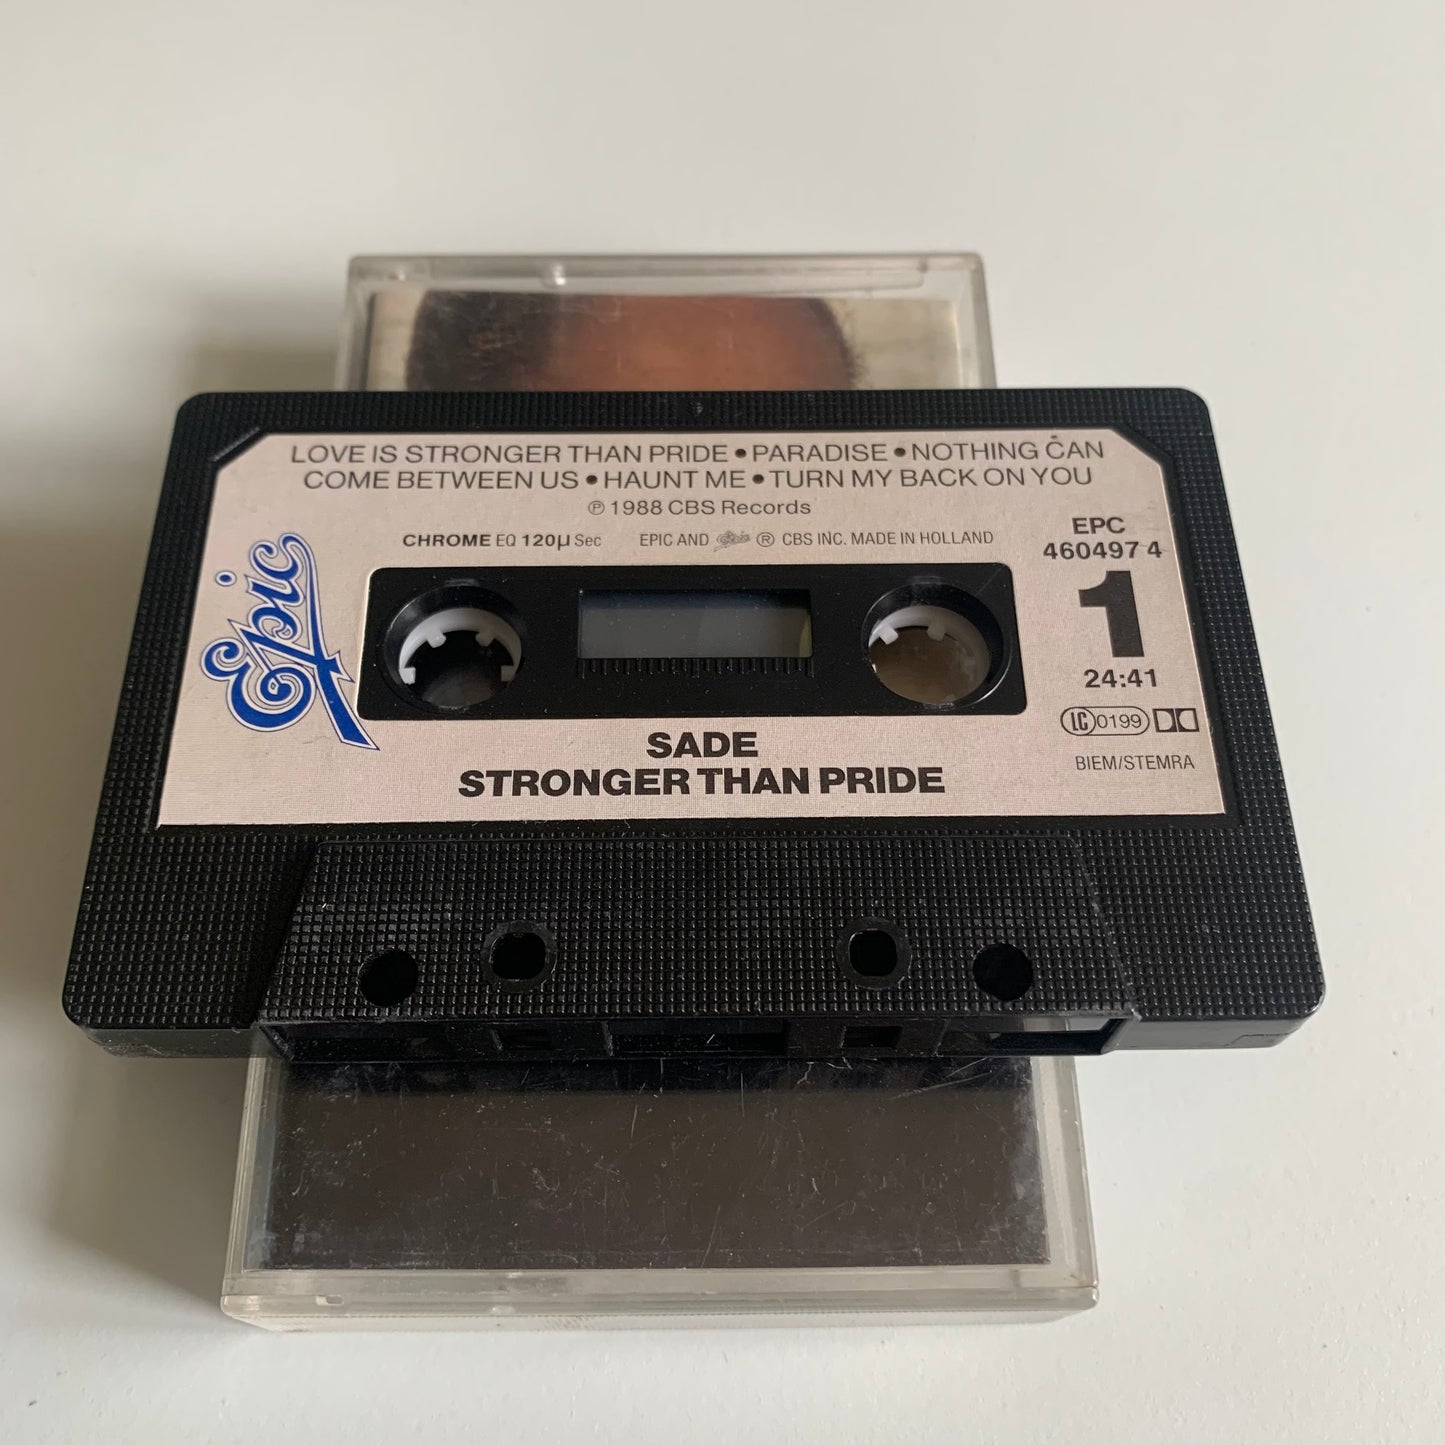 LOVE IS STRONGER THAN PRIDE • PARADISE • NOTHING CAN
COME BETWEEN US • HAUNT ME • TURN MY BACK ON YOU
℗ 1988 CBS Records
CHROME EQ 120µ Sec EPIC AND Epic ® CBS INC. MADE IN HOLLAND
EPC
460497 4
Epic
1
24:41
LC 0199
BIEM/STEMRA
SADE
STRONGER THAN PRIDE